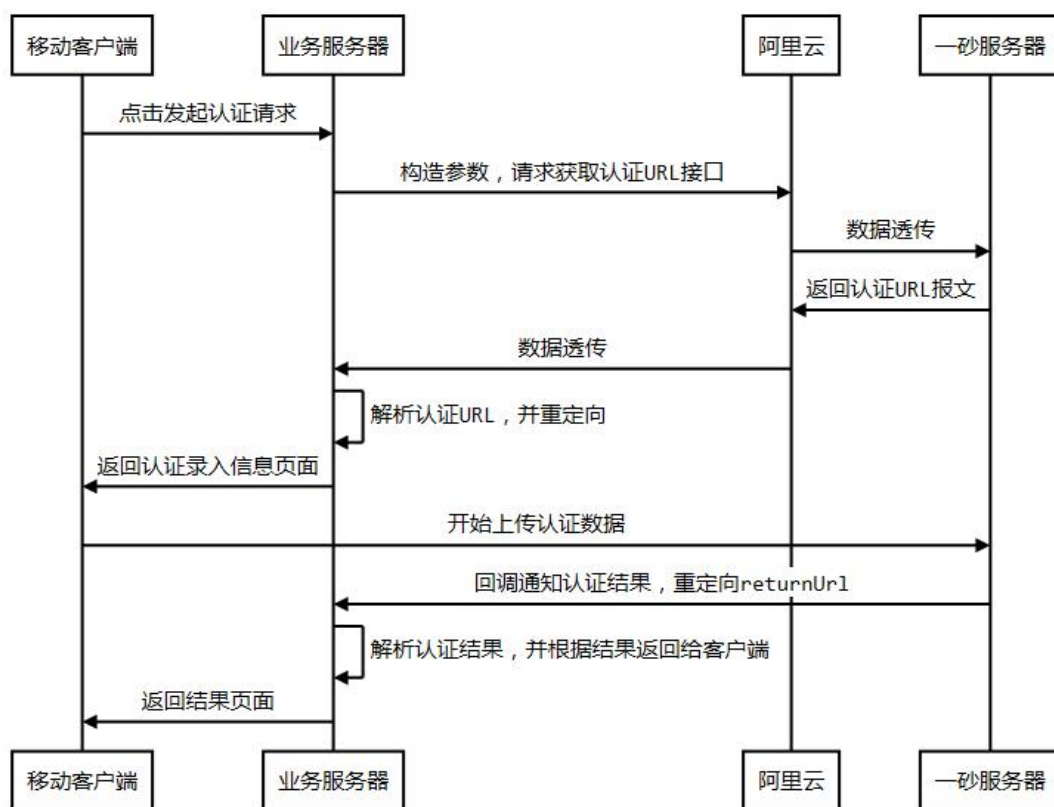 移动客户端
业务服务器
阿里云
一砂服务器
点击发起认证请求
构造参数，请求获取认证URL接口
数据透传
返回认证URL报文
数据透传
解析认证URL，并重定向
返回认证录入信息页面
开始上传认证数据
回调通知认证结果，重定向returnUrl
解析认证结果，并根据结果返回给客户端
返回结果页面
移动客户端
业务服务器
阿里云
一砂服务器